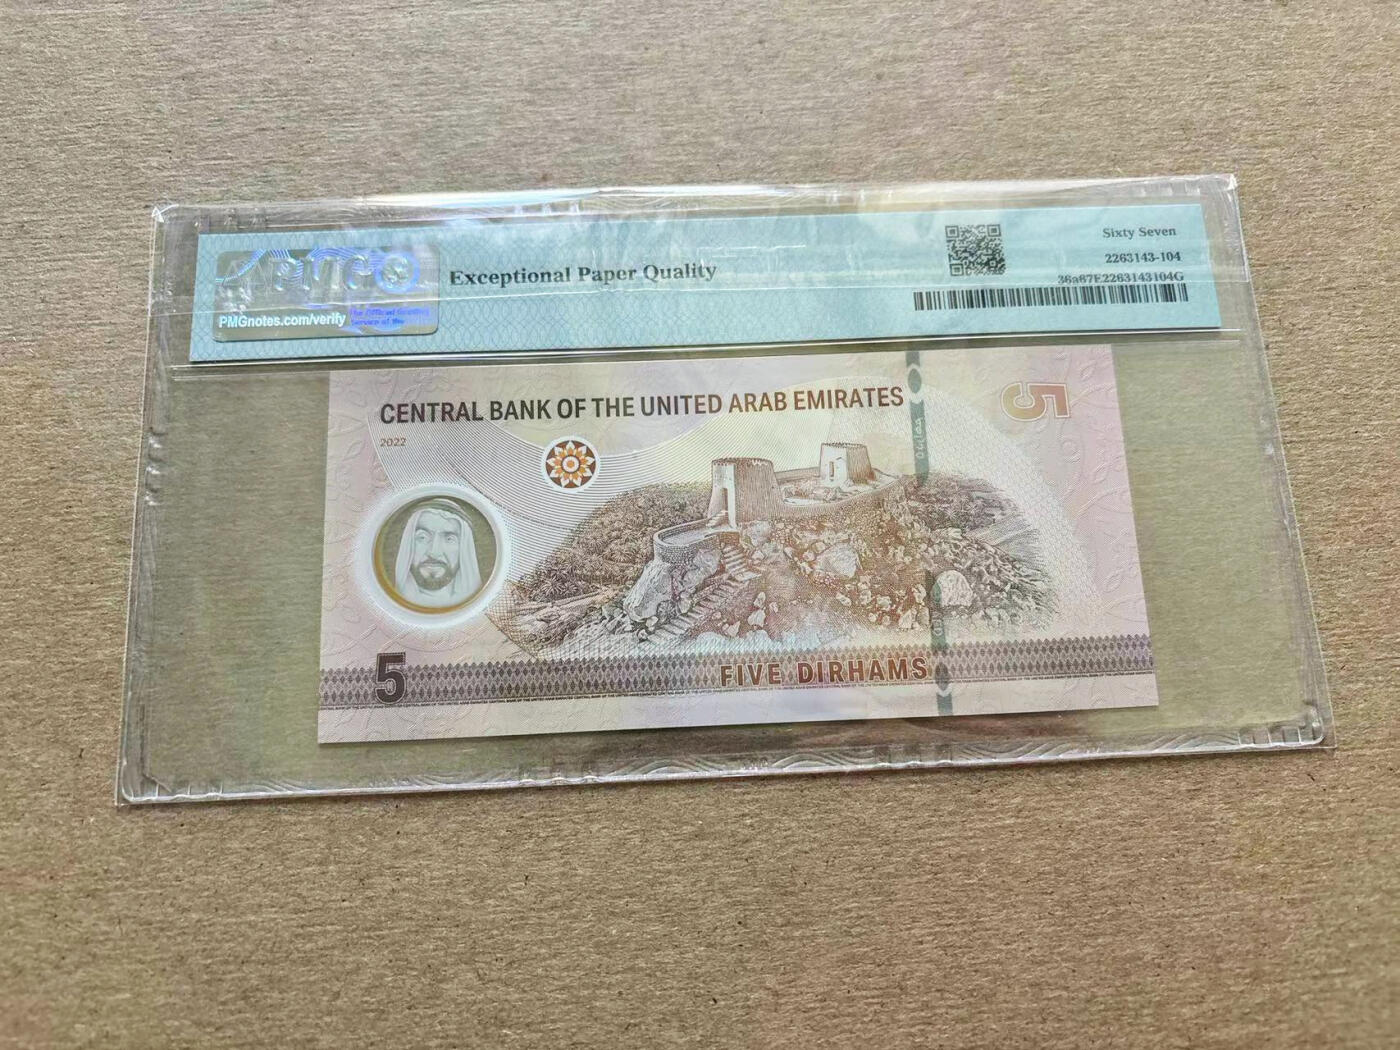 Sixty Seven
Exceptional Paper Quality
2263143-104
36a67E2263143104G
PMGnotes.com/verify
CENTRAL BANK OF THE UNITED ARAB EMIRATES
2022
5
5
FIVE DIRHAMS